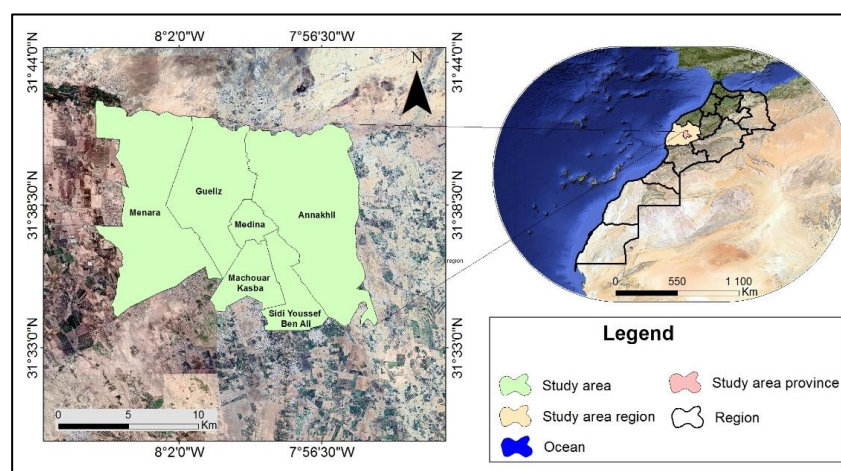 8°2'0"W 7°56'30"W
31°44'0"N
31°38'30"N
31°33'0"N
N
Menara
Gueliz
Medina
Annakhil
Machouar
Kasba
Sidi Youssef
Ben Ali
0 5 10
Km
8°2'0"W 7°56'30"W
region
31°44'0"N
31°38'30"N
31°33'0"N
0 550 1 100
Km
Legend
Study area
Study area province
Study area region
Region
Ocean